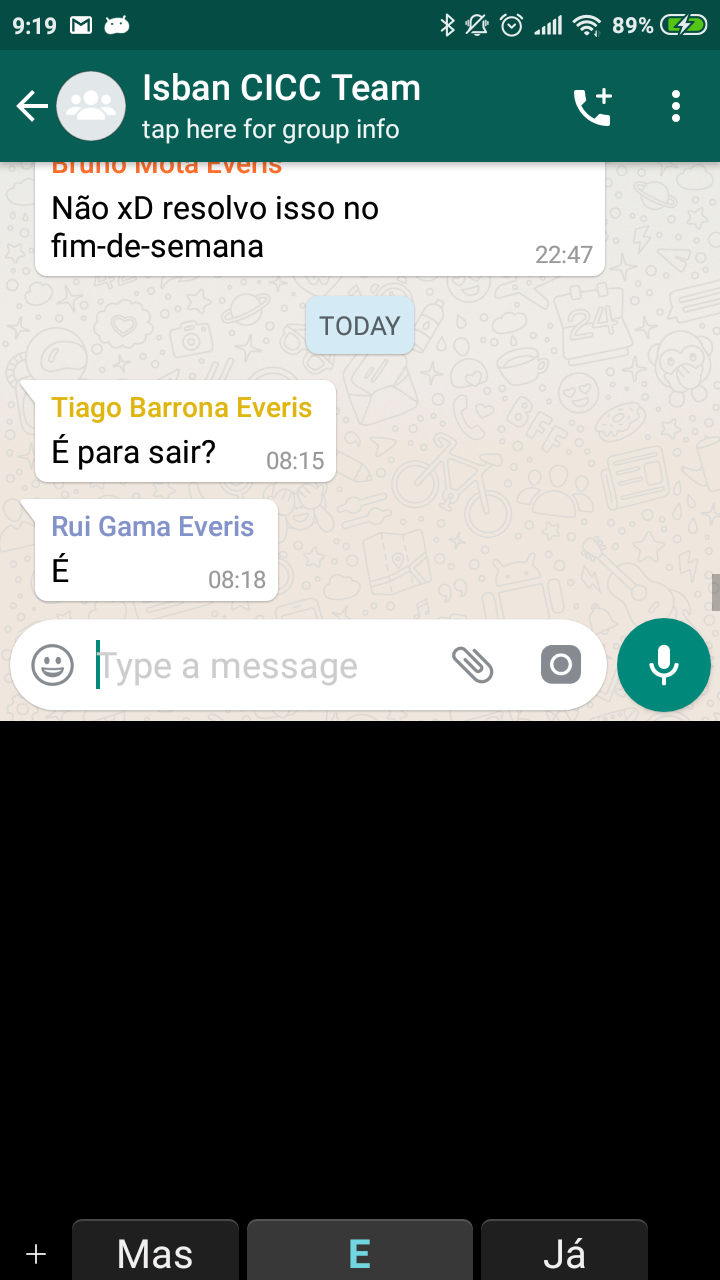 9:19
89%
Isban CICC Team
tap here for group info
Bruno Mota Everis
Não xD resolvo isso no
fim-de-semana
22:47
TODAY
Tiago Barrona Everis
É para sair?
08:15
Rui Gama Everis
É
08:18
Type a message
+ Mas E Já